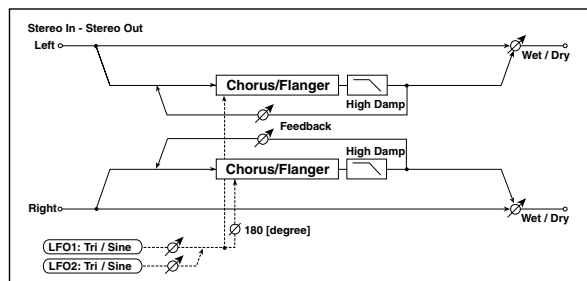 Stereo In - Stereo Out
Left
Wet / Dry
Chorus/Flanger
High Damp
Feedback
High Damp
Chorus/Flanger
Right
Wet / Dry
180 [degree]
LFO1: Tri / Sine
LFO2: Tri / Sine